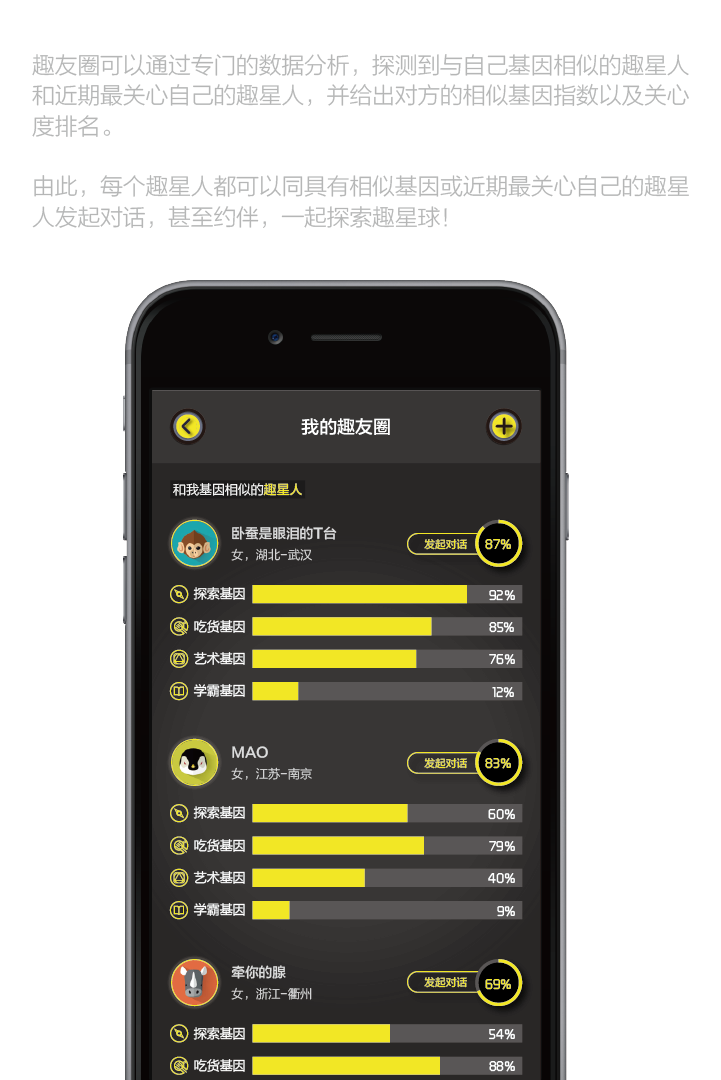 趣友圈可以通过专门的数据分析，探测到与自己基因相似的趣星人
和近期最关心自己的趣星人，并给出对方的相似基因指数以及关心
度排名。
由此，每个趣星人都可以同具有相似基因或近期最关心自己的趣星
人发起对话，甚至约伴，一起探索趣星球！
我的趣友圈
和我基因相似的趣星人
卧蚕是眼泪的T台
女，湖北-武汉
发起对话 87%
探索基因 92%
吃货基因 85%
艺术基因 76%
学霸基因 12%
MAO
女，江苏-南京
发起对话 83%
探索基因 60%
吃货基因 79%
艺术基因 40%
学霸基因 9%
牵你的腺
女，浙江-衢州
发起对话 69%
探索基因 54%
吃货基因 88%